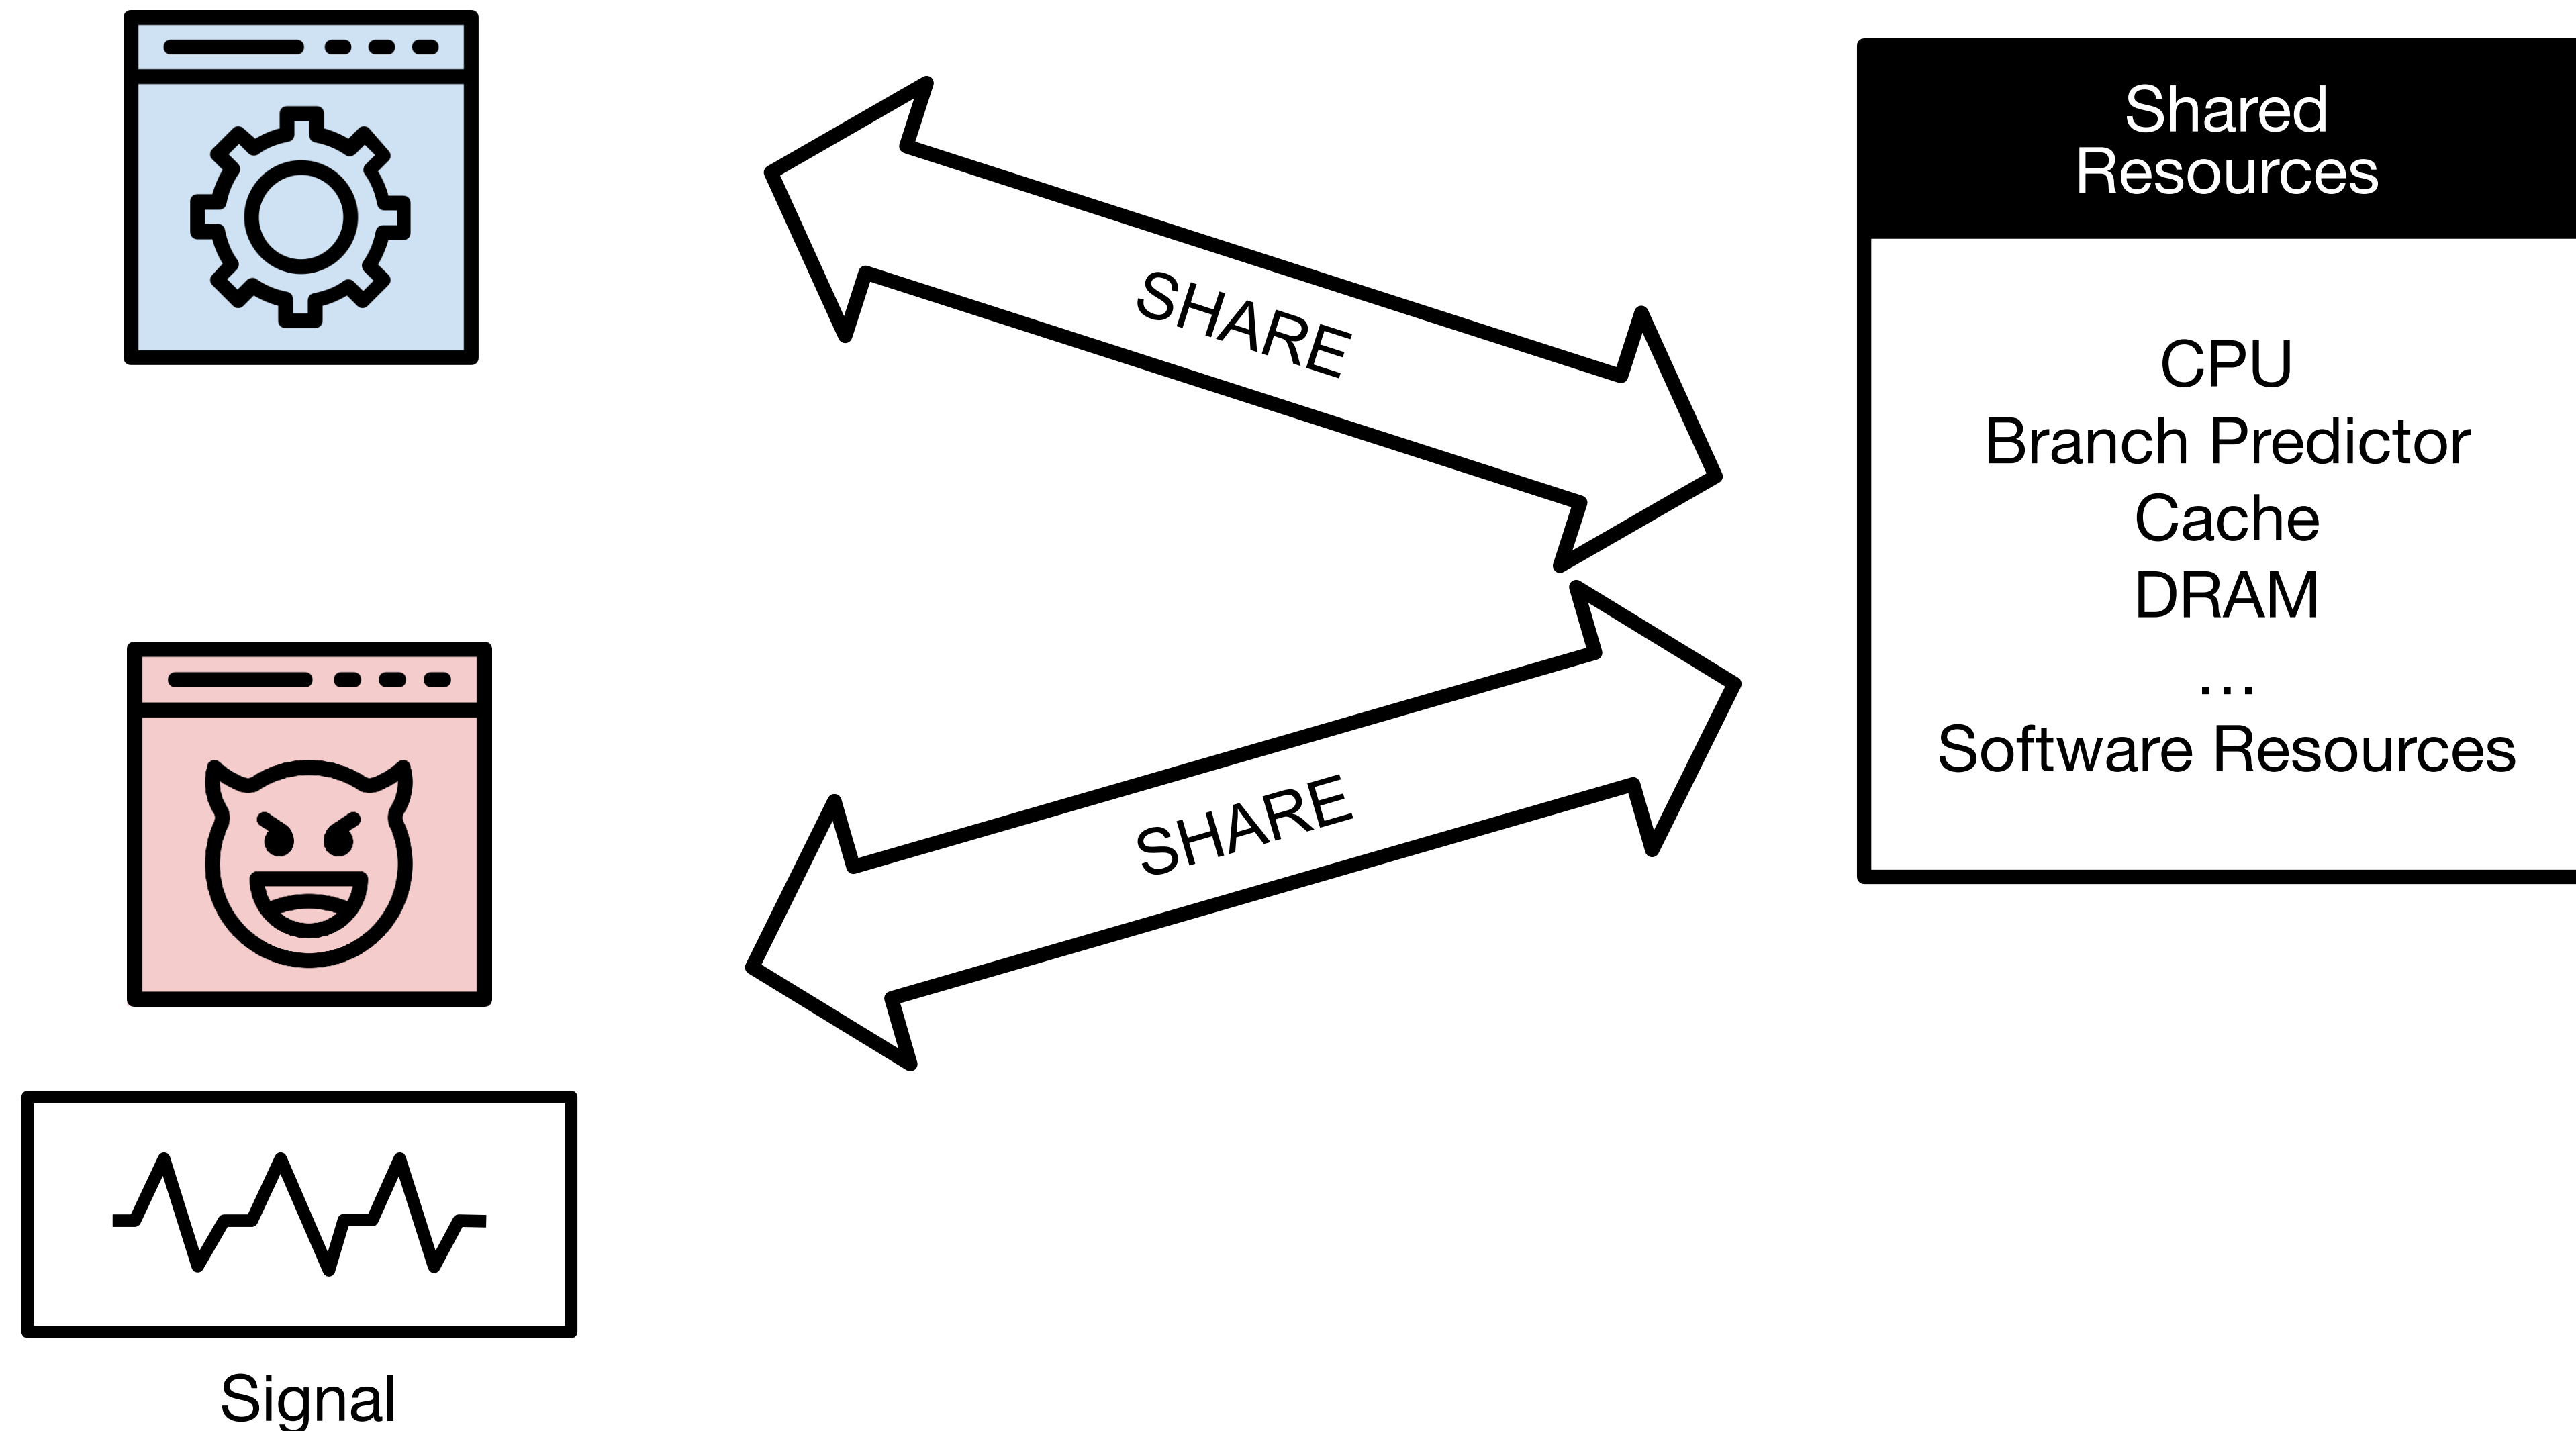 Shared
Resources
SHARE
CPU
Branch Predictor
Cache
DRAM
...
Software Resources
SHARE
Signal